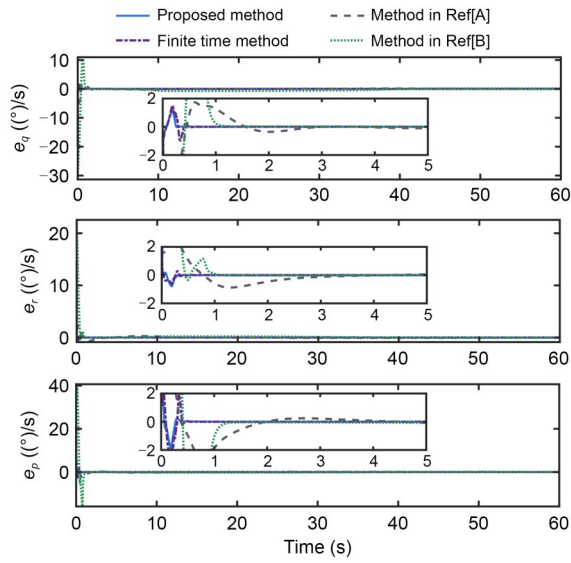 Proposed method
Method in Ref[A]
Finite time method
Method in Ref[B]
10
0
−10
−20
−30
e_q ((°)/s)
2
0
−2
0 1 2 3 4 5
0 10 20 30 40 50 60
20
10
0
e_r ((°)/s)
2
0
−2
0 1 2 3 4 5
0 10 20 30 40 50 60
40
20
0
e_p ((°)/s)
2
0
−2
0 1 2 3 4 5
0 10 20 30 40 50 60
Time (s)